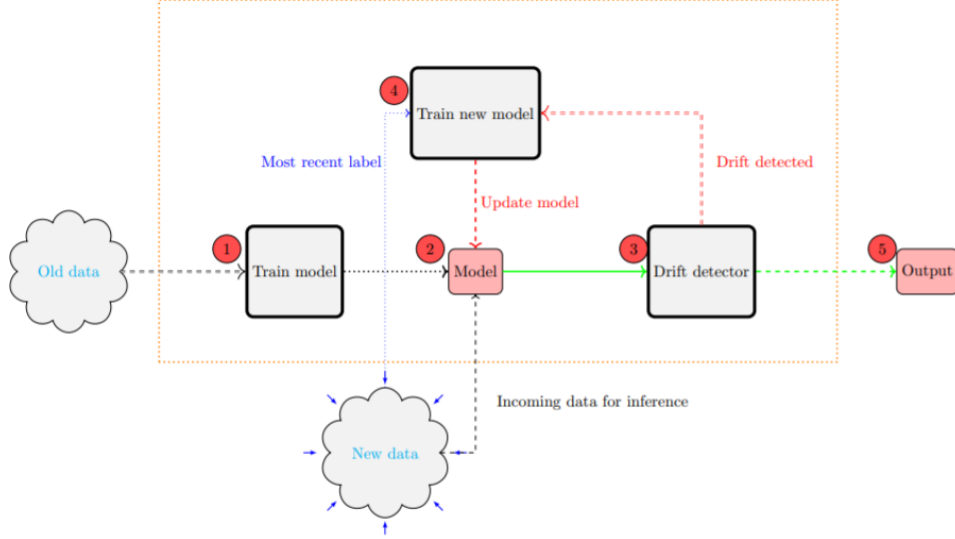 4
Train new model
Most recent label
Drift detected
Update model
1
2
3
5
Old data
Train model
Model
Drift detector
Output
Incoming data for inference
New data